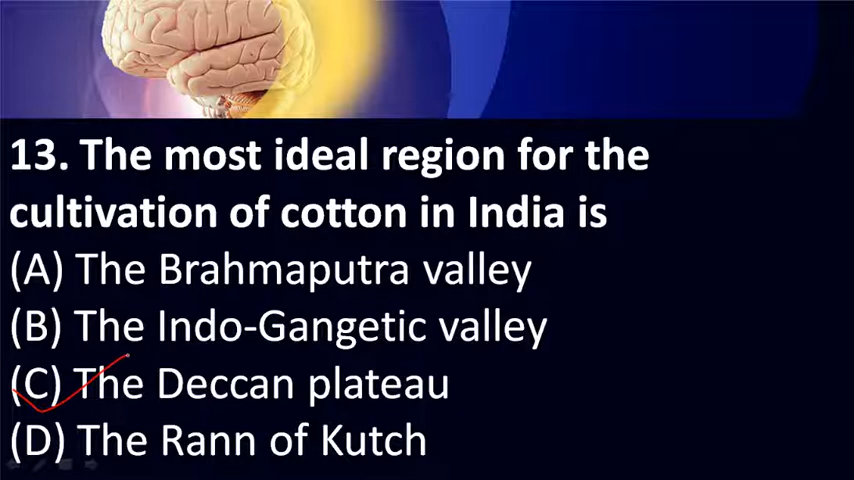 13. The most ideal region for the
cultivation of cotton in India is
(A) The Brahmaputra valley
(B) The Indo-Gangetic valley
(C) The Deccan plateau
(D) The Rann of Kutch